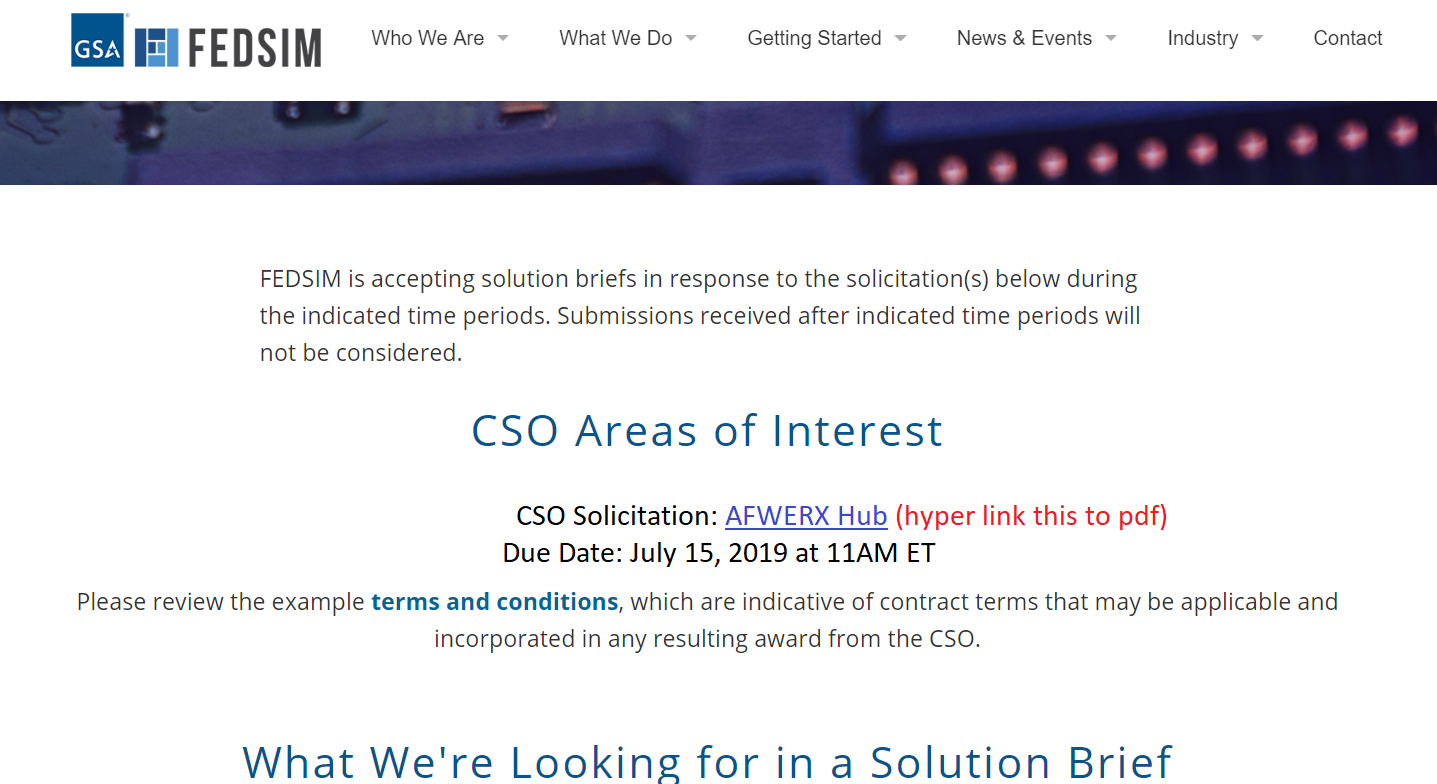 GSA FEDSIM Who We Are What We Do Getting Started News & Events Industry Contact
FEDSIM is accepting solution briefs in response to the solicitation(s) below during
the indicated time periods. Submissions received after indicated time periods will
not be considered.
CSO Areas of Interest
CSO Solicitation: AFWERX Hub (hyper link this to pdf)
Due Date: July 15, 2019 at 11AM ET
Please review the example terms and conditions, which are indicative of contract terms that may be applicable and
incorporated in any resulting award from the CSO.
What We're Looking for in a Solution Brief